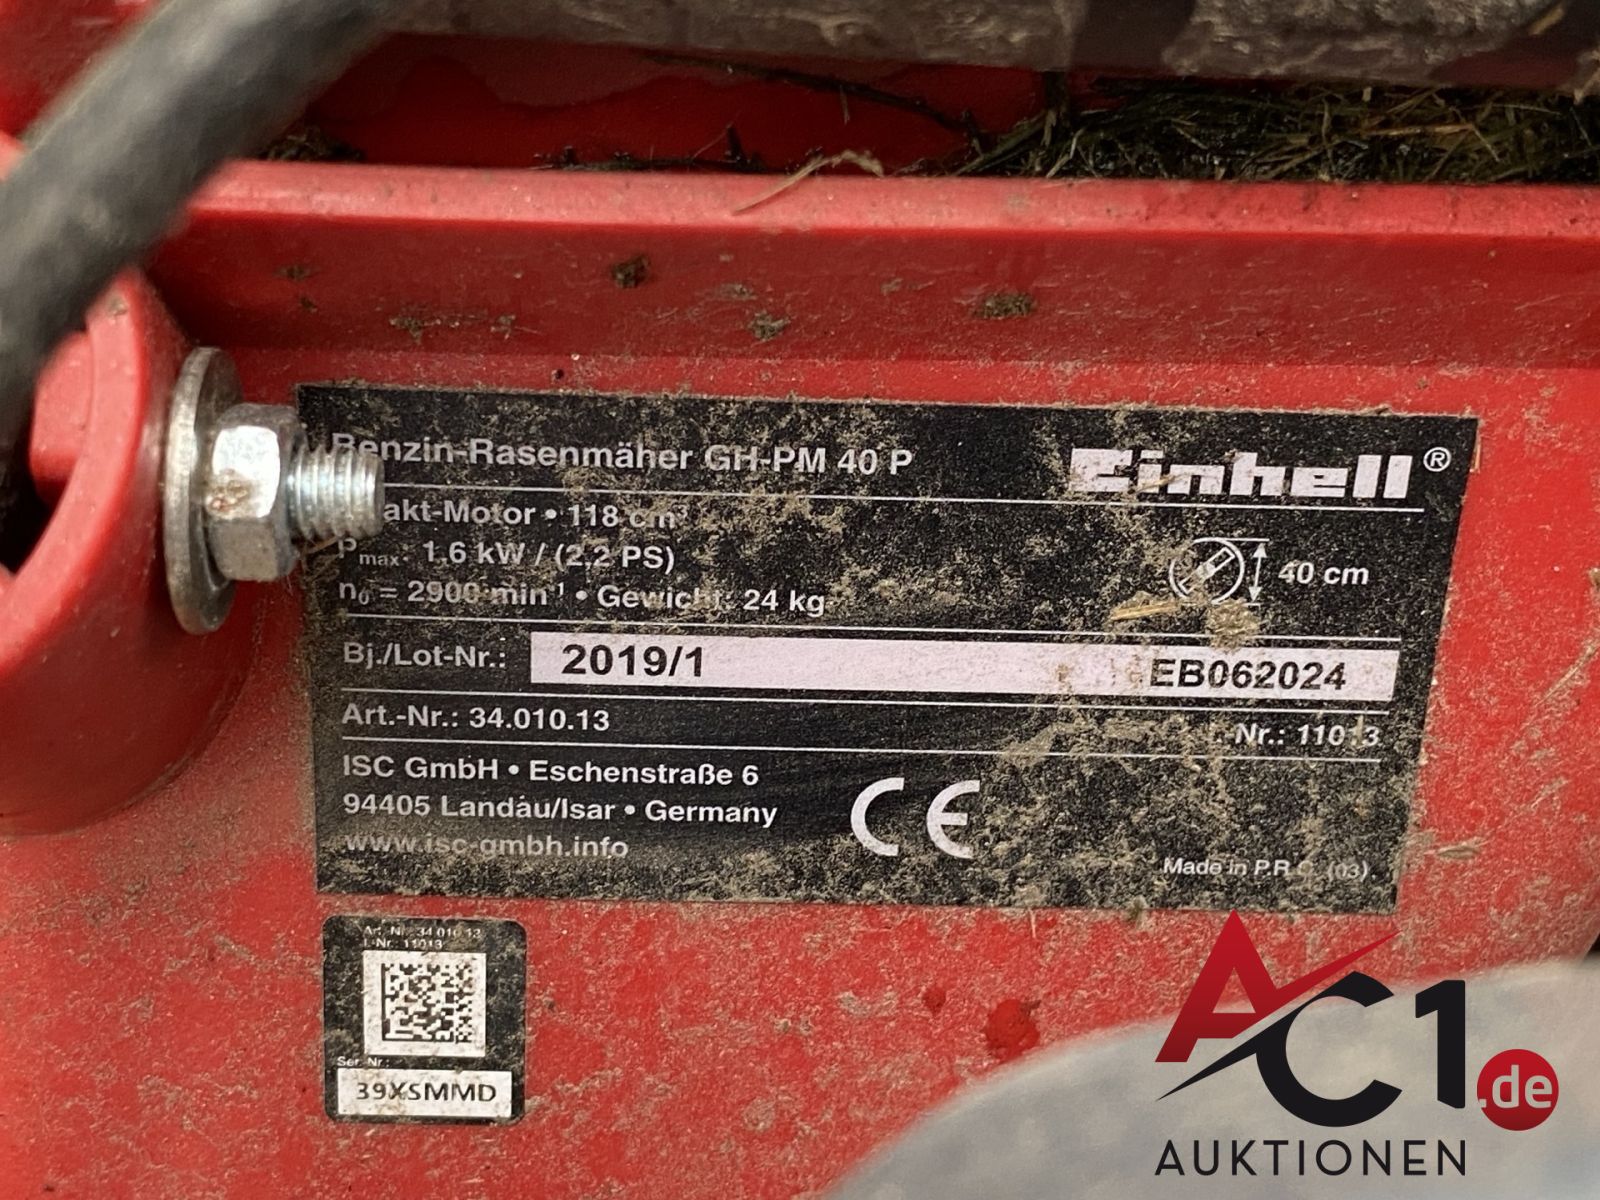 Benzin-Rasenmäher GH-PM 40 P
Einhell®
akt-Motor • 118 cm³
Pmax: 1,6 kW / (2,2 PS)
n0 = 2900 min-1 • Gewicht: 24 kg
40 cm
Bj./Lot-Nr.: 2019/1 EB062024
Art.-Nr.: 34.010.13
Nr.: 11013
ISC GmbH • Eschenstraße 6
94405 Landau/Isar • Germany
www.isc-gmbh.info
CE
Made in P.R.C. (03)
Art.-Nr.: 34.010.13
I.-Nr.: 11013
Ser.-Nr.:
39XSMMD
AC1.de
AUKTIONEN